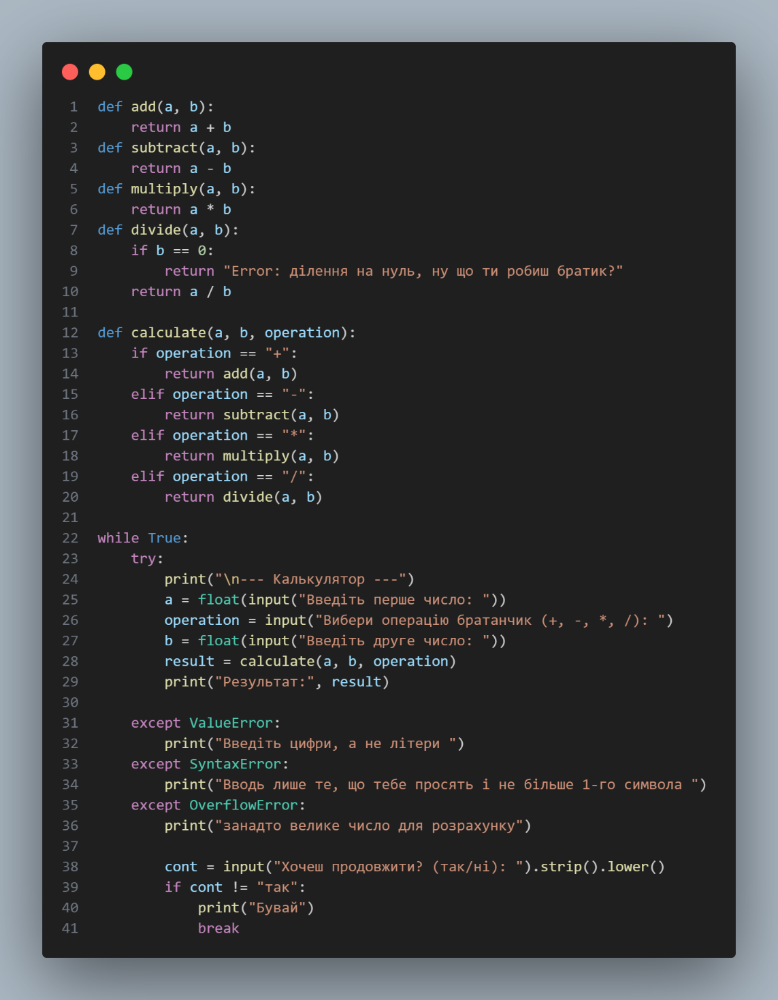 1 def add(a, b):
2     return a + b
3 def subtract(a, b):
4     return a - b
5 def multiply(a, b):
6     return a * b
7 def divide(a, b):
8     if b == 0:
9         return "Error: ділення на нуль, ну що ти робиш братик?"
10     return a / b
11
12 def calculate(a, b, operation):
13     if operation == "+":
14         return add(a, b)
15     elif operation == "-":
16         return subtract(a, b)
17     elif operation == "*":
18         return multiply(a, b)
19     elif operation == "/":
20         return divide(a, b)
21
22 while True:
23     try:
24         print("\n--- Калькулятор ---")
25         a = float(input("Введіть перше число: "))
26         operation = input("Вибери операцію братанчик (+, -, *, /): ")
27         b = float(input("Введіть друге число: "))
28         result = calculate(a, b, operation)
29         print("Результат:", result)
30
31     except ValueError:
32         print("Введіть цифри, а не літери ")
33     except SyntaxError:
34         print("Вводь лише те, що тебе просять і не більше 1-го символа ")
35     except OverflowError:
36         print("занадто велике число для розрахунку")
37
38         cont = input("Хочеш продовжити? (так/ні): ").strip().lower()
39         if cont != "так":
40             print("Бувай")
41             break